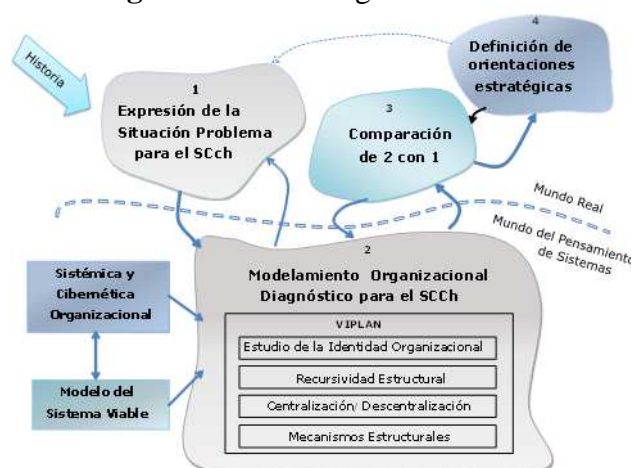 Historia
1
Expresión de la
Situación Problema
para el SCch
4
Definición de
orientaciones
estratégicas
3
Comparación
de 2 con 1
Mundo Real
Mundo del Pensamiento
de Sistemas
2
Modelamiento Organizacional
Diagnóstico para el SCCh
Sistémica y
Cibernética
Organizacional
Modelo del
Sistema Viable
VIPLAN
Estudio de la Identidad Organizacional
Recursividad Estructural
Centralización/ Descentralización
Mecanismos Estructurales